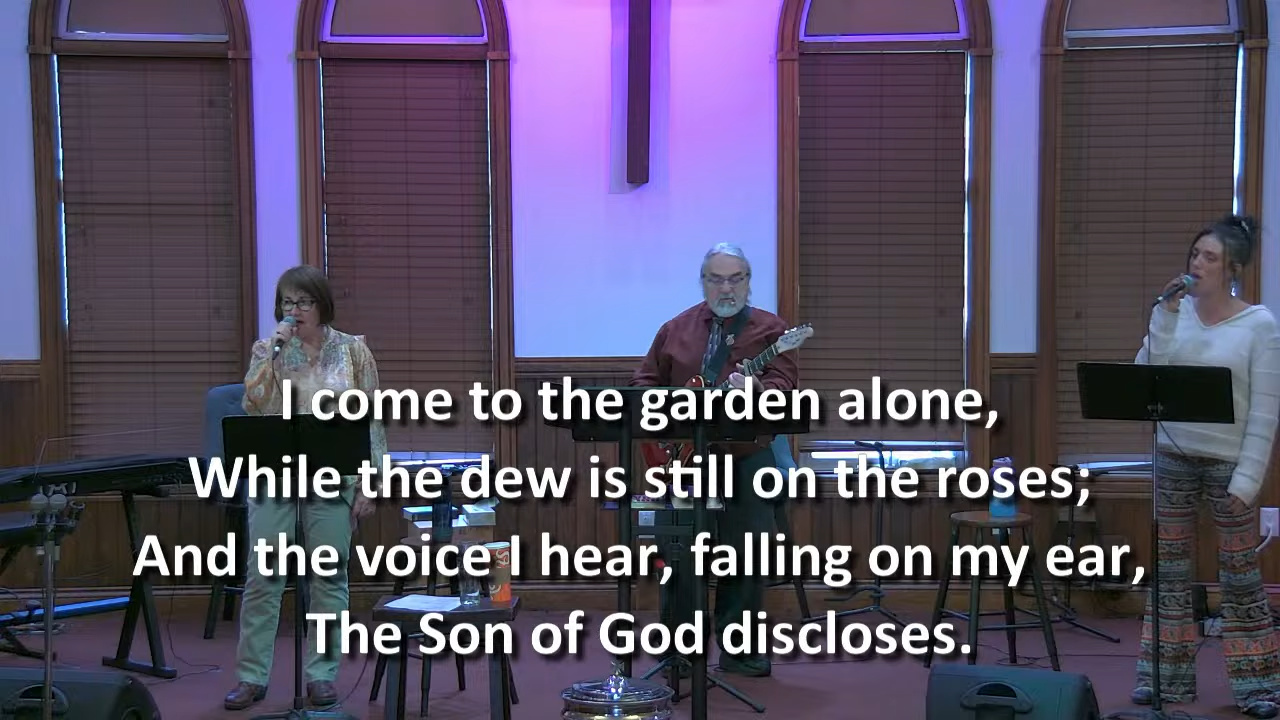 I come to the garden alone,
While the dew is still on the roses;
And the voice I hear, falling on my ear,
The Son of God discloses.